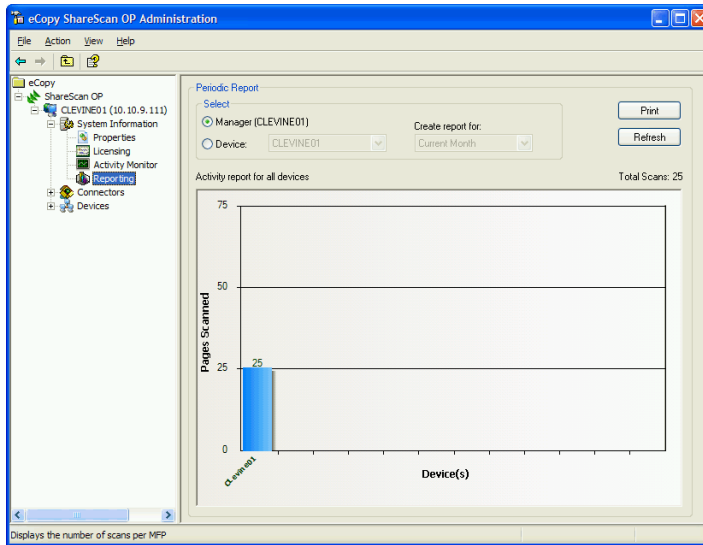 eCopy ShareScan OP Administration
File Action View Help
eCopy
ShareScan OP
CLEVINE01 (10.10.9.111)
System Information
Properties
Licensing
Activity Monitor
Reporting
Connectors
Devices
Periodic Report
Select
Manager (CLEVINE01)
Device: CLEVINE01
Create report for:
Current Month
Print
Refresh
Activity report for all devices
Total Scans: 25
75
50
25
0
Pages Scanned
25
CLevine01
Device(s)
Displays the number of scans per MFP